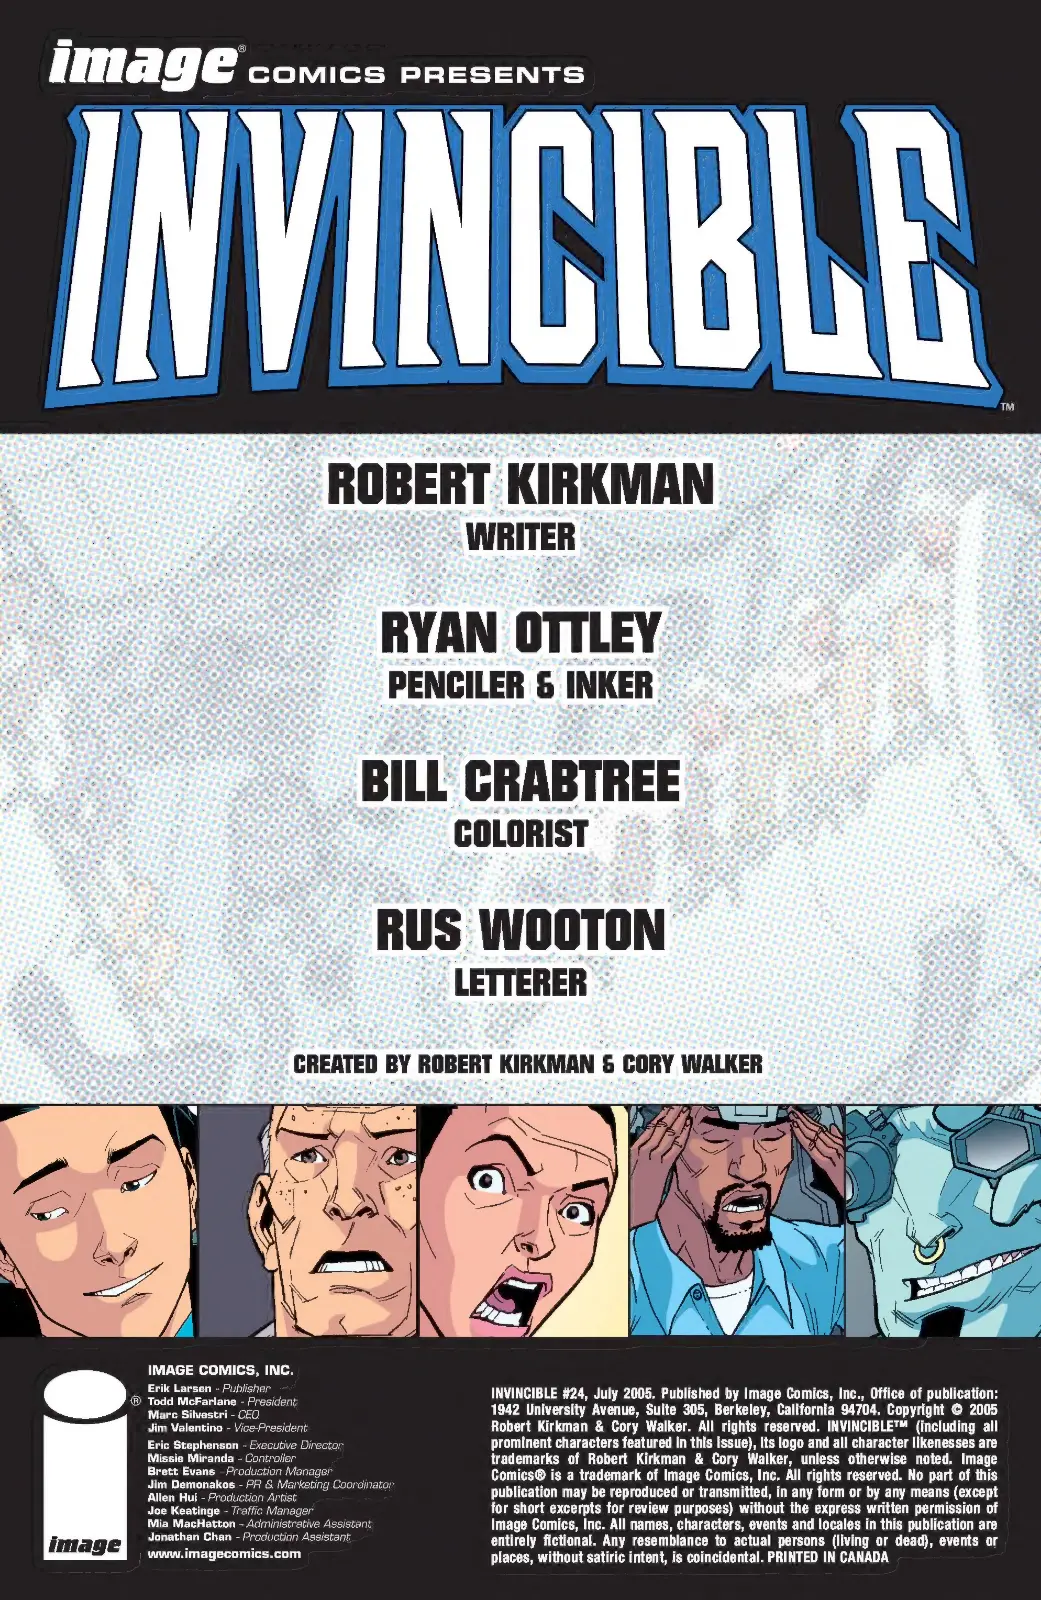 image® COMICS PRESENTS
INVINCIBLE
TM
ROBERT KIRKMAN
WRITER
RYAN OTTLEY
PENCILER & INKER
BILL CRABTREE
COLORIST
RUS WOOTON
LETTERER
CREATED BY ROBERT KIRKMAN & CORY WALKER
IMAGE COMICS, INC.
Erik Larsen - Publisher
Todd McFarlane - President
Marc Silvestri - CEO
Jim Valentino - Vice-President
Eric Stephenson - Executive Director
Missie Miranda - Controller
Brett Evans - Production Manager
Jim Demonakos - PR & Marketing Coordinator
Allen Hui - Production Artist
Joe Keatinge - Traffic Manager
Mia MacHatton - Administrative Assistant
Jonathan Chan - Production Assistant
www.imagecomics.com
®
image
INVINCIBLE #24, July 2005. Published by Image Comics, Inc., Office of publication:
1942 University Avenue, Suite 305, Berkeley, California 94704. Copyright © 2005
Robert Kirkman & Cory Walker. All rights reserved. INVINCIBLE™ (including all
prominent characters featured in this issue), its logo and all character likenesses are
trademarks of Robert Kirkman & Cory Walker, unless otherwise noted. Image
Comics® is a trademark of Image Comics, Inc. All rights reserved. No part of this
publication may be reproduced or transmitted, in any form or by any means (except
for short excerpts for review purposes) without the express written permission of
Image Comics, Inc. All names, characters, events and locales in this publication are
entirely fictional. Any resemblance to actual persons (living or dead), events or
places, without satiric intent, is coincidental. PRINTED IN CANADA